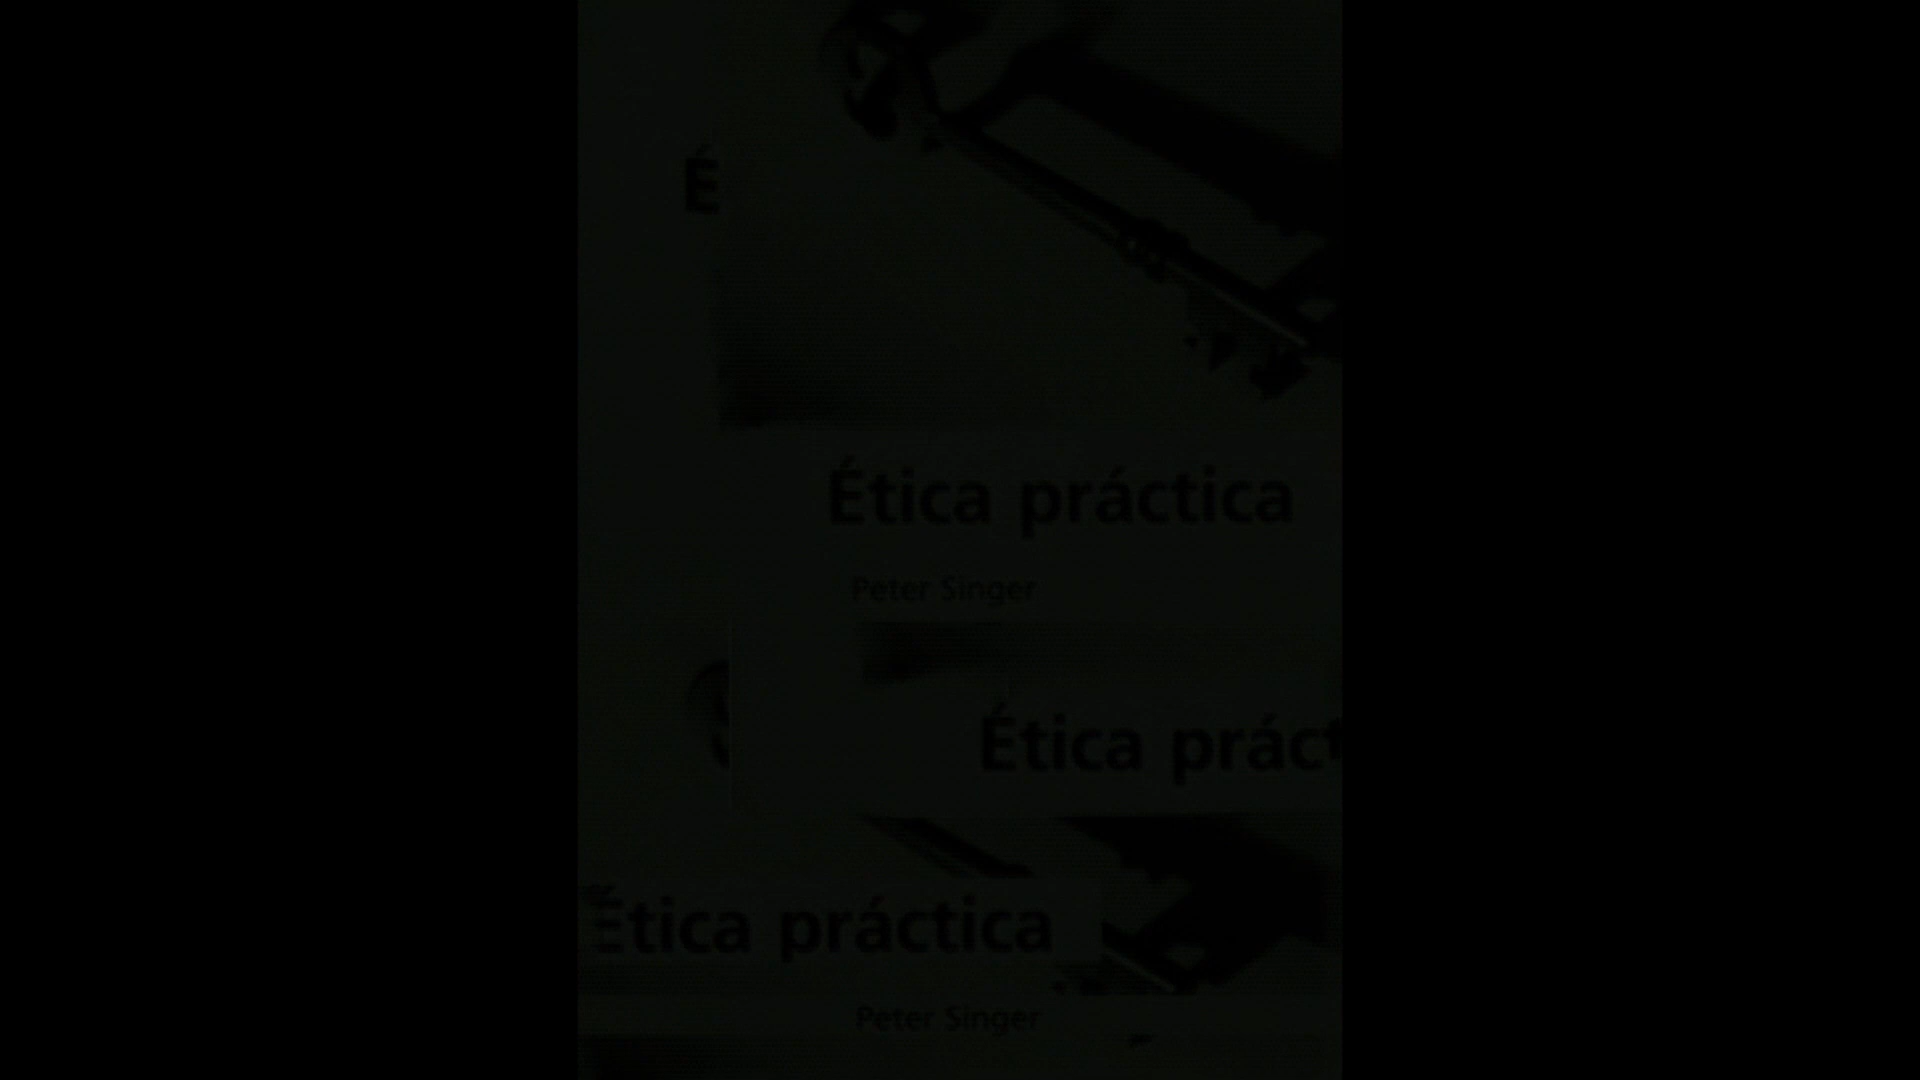 É
Ética práctica
Peter Singer
Ética práct
Ética práctica
Peter Singer